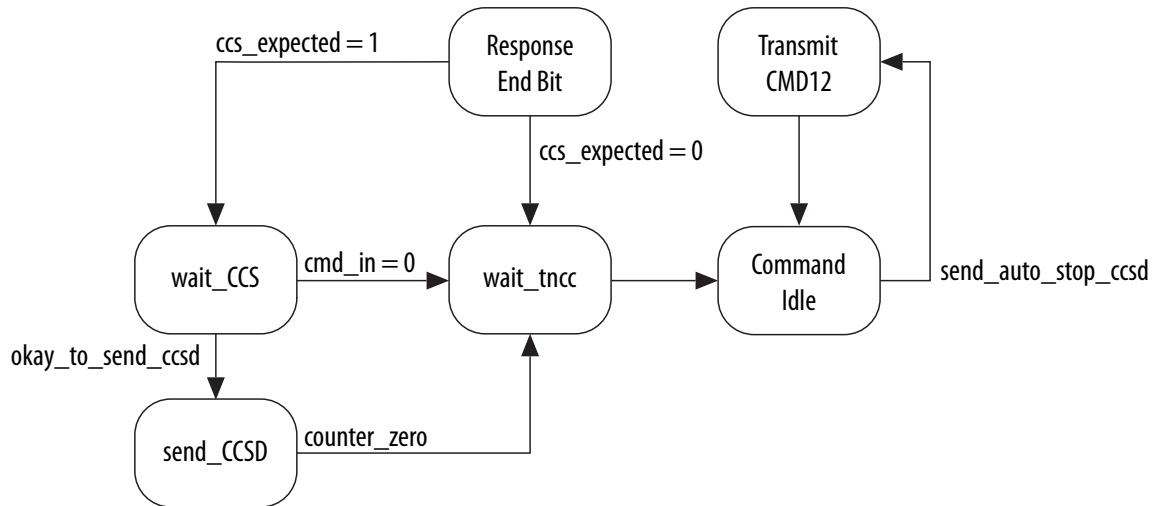 ccs_expected = 1
Response
End Bit
Transmit
CMD12
ccs_expected = 0
wait_CCS
cmd_in = 0
wait_tncc
Command
Idle
send_auto_stop_ccsd
okay_to_send_ccsd
send_CCSD
counter_zero